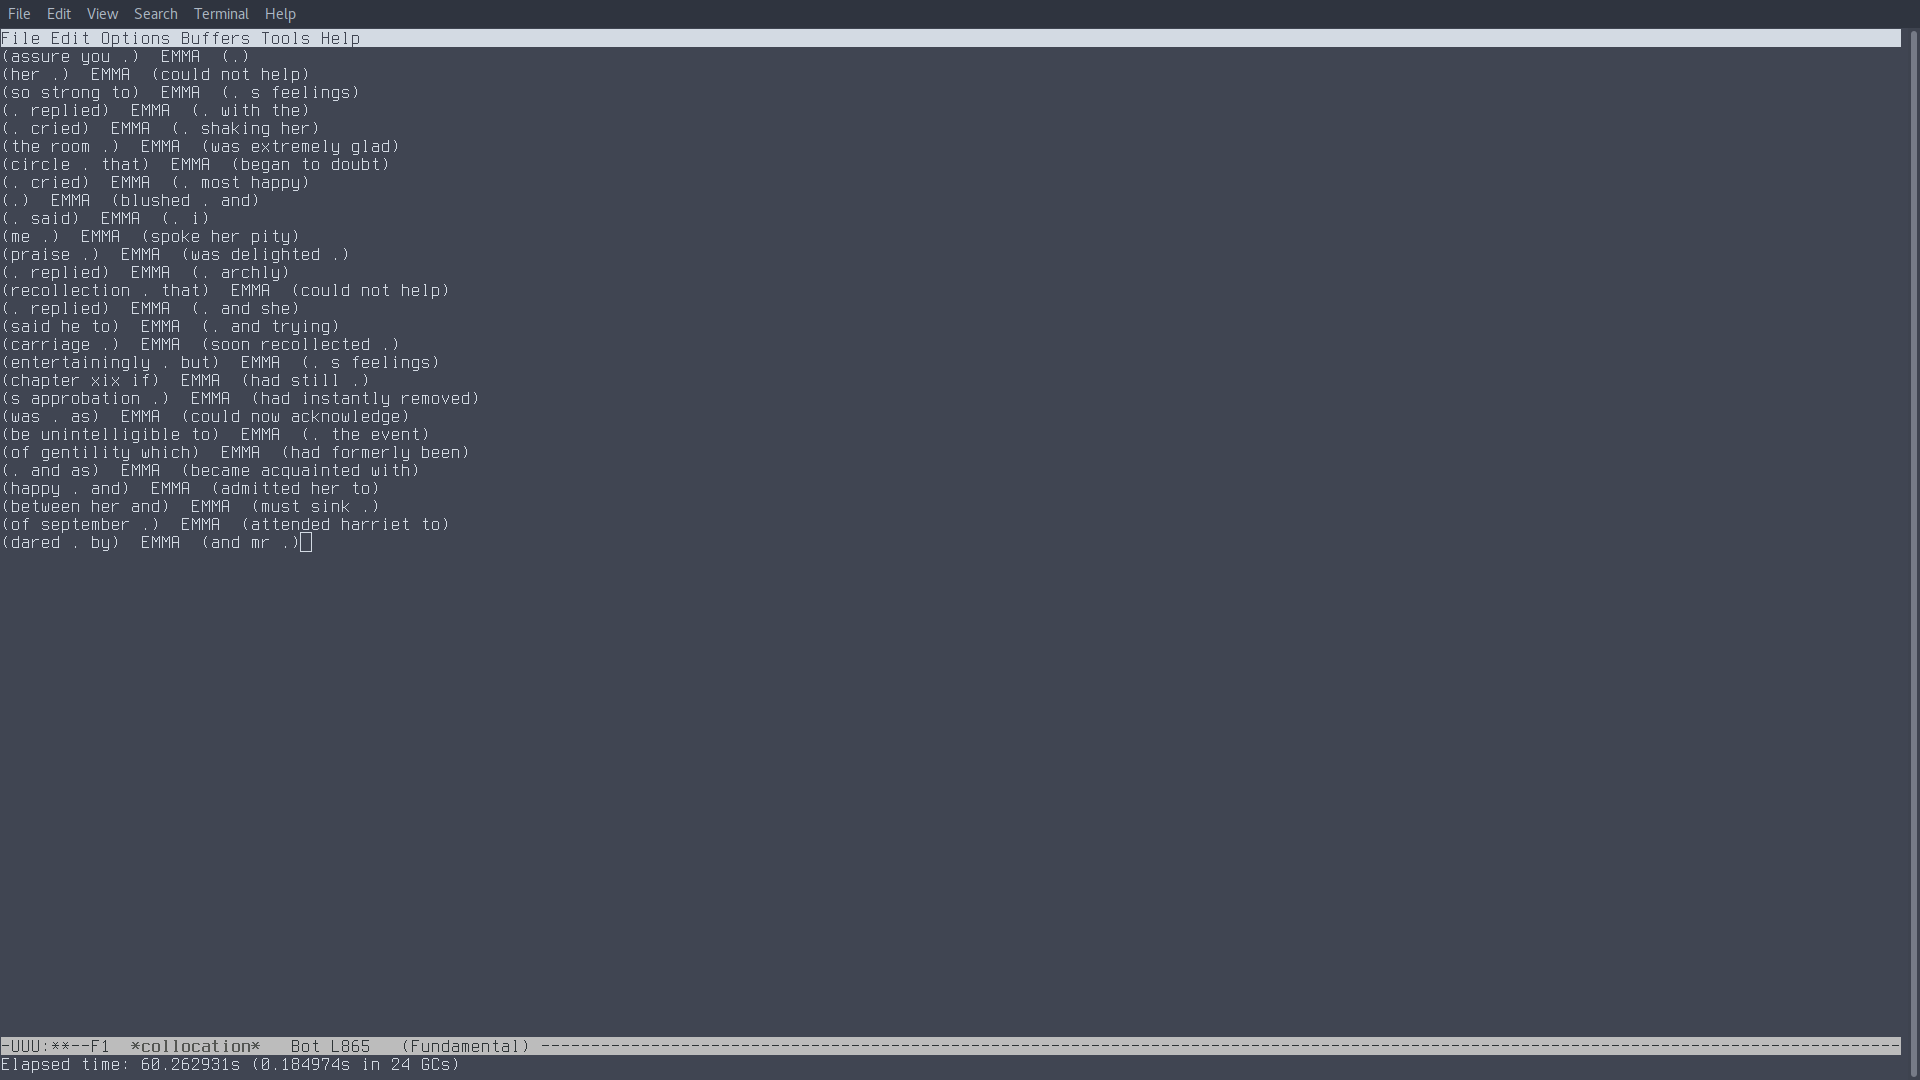 File Edit View Search Terminal Help
File Edit Options Buffers Tools Help
(assure you .)  EMMA  (.)
(her .)  EMMA  (could not help)
(so strong to)  EMMA  (. s feelings)
(. replied)  EMMA  (. with the)
(. cried)  EMMA  (. shaking her)
(the room .)  EMMA  (was extremely glad)
(circle . that)  EMMA  (began to doubt)
(. cried)  EMMA  (. most happy)
(.)  EMMA  (blushed . and)
(. said)  EMMA  (. i)
(me .)  EMMA  (spoke her pity)
(praise .)  EMMA  (was delighted .)
(. replied)  EMMA  (. archly)
(recollection . that)  EMMA  (could not help)
(. replied)  EMMA  (. and she)
(said he to)  EMMA  (. and trying)
(carriage .)  EMMA  (soon recollected .)
(entertainingly . but)  EMMA  (. s feelings)
(chapter xix if)  EMMA  (had still .)
(s approbation .)  EMMA  (had instantly removed)
(was . as)  EMMA  (could now acknowledge)
(be unintelligible to)  EMMA  (. the event)
(of gentility which)  EMMA  (had formerly been)
(. and as)  EMMA  (became acquainted with)
(happy . and)  EMMA  (admitted her to)
(between her and)  EMMA  (must sink .)
(of september .)  EMMA  (attended harriet to)
(dared . by)  EMMA  (and mr .)
-UUU:**--F1  *collocation*   Bot L865   (Fundamental) ----------------------------------------------------------------------------------------------------------------------------------------
Elapsed time: 60.262931s (0.184974s in 24 GCs)